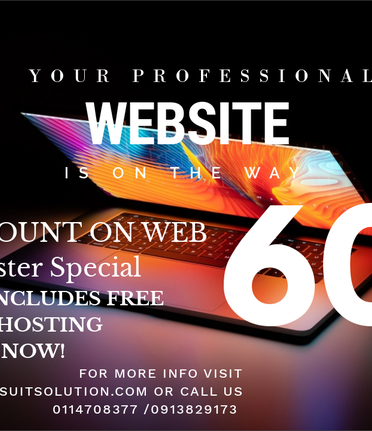 YOUR PROFESSIONAL
WEBSITE
IS ON THE WAY
OUNT ON WEB
ster Special
NCLUDES FREE
HOSTING
NOW!
60
FOR MORE INFO VISIT
SUITSOLUTION.COM OR CALL US
0114708377 /0913829173